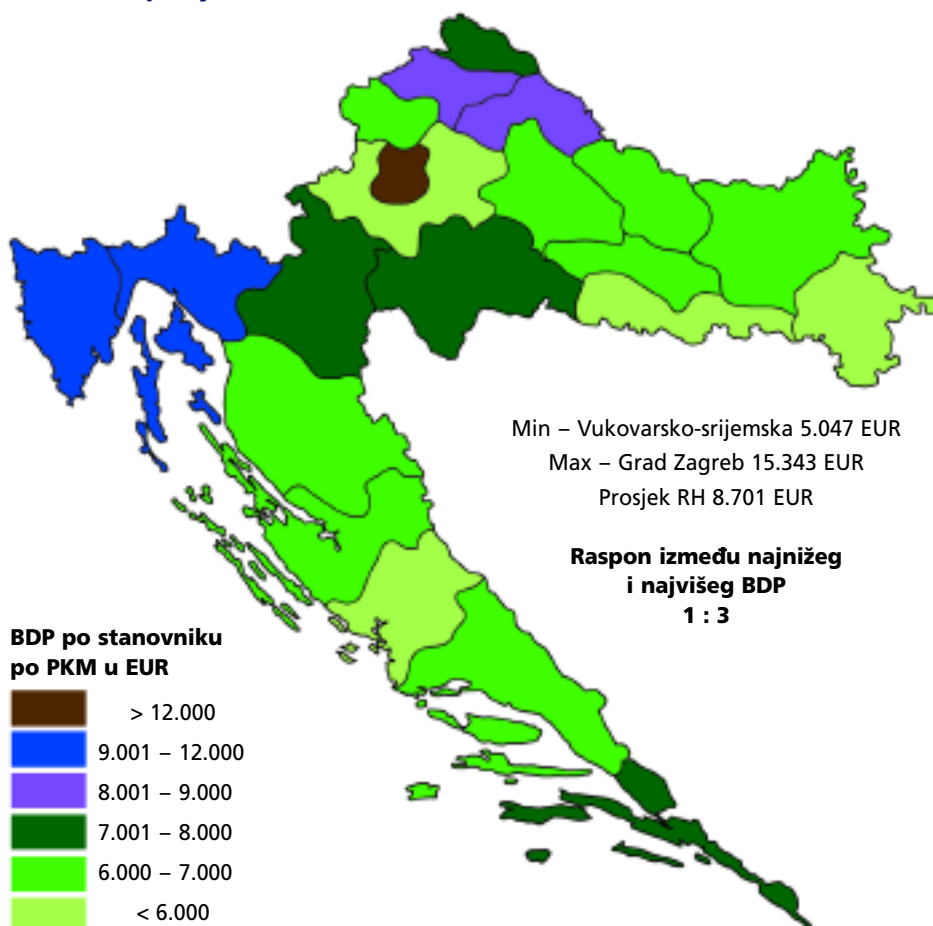 Min – Vukovarsko-srijemska 5.047 EUR
Max – Grad Zagreb 15.343 EUR
Prosjek RH 8.701 EUR
Raspon između najnižeg
i najvišeg BDP
1 : 3
BDP po stanovniku
po PKM u EUR
> 12.000
9.001 – 12.000
8.001 – 9.000
7.001 – 8.000
6.000 – 7.000
< 6.000